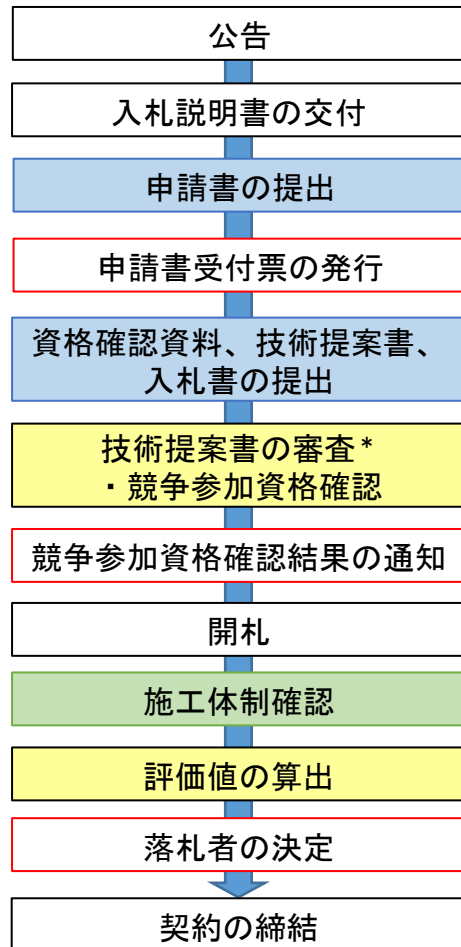 公告
入札説明書の交付
申請書の提出
申請書受付票の発行
資格確認資料、技術提案書、
入札書の提出
技術提案書の審査*
・競争参加資格確認
競争参加資格確認結果の通知
開札
施工体制確認
評価値の算出
落札者の決定
契約の締結